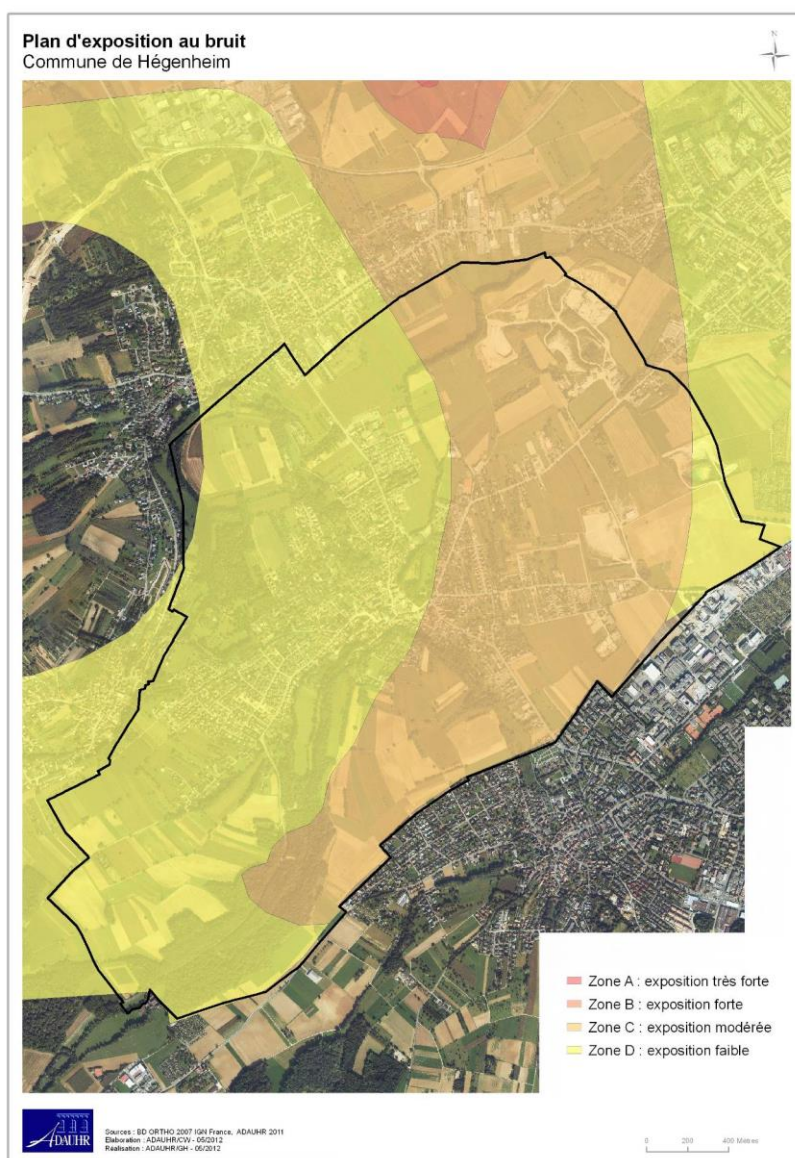 Plan d'exposition au bruit
Commune de Hégenheim
N
Zone A : exposition très forte
Zone B : exposition forte
Zone C : exposition modérée
Zone D : exposition faible
ADAUHR
Sources : BD ORTHO 2007 IGN France, ADAUHR 2011
Elaboration : ADAUHR/CW - 05/2012
Réalisation : ADAUHR/GH - 05/2012
0 200 400 Mètres